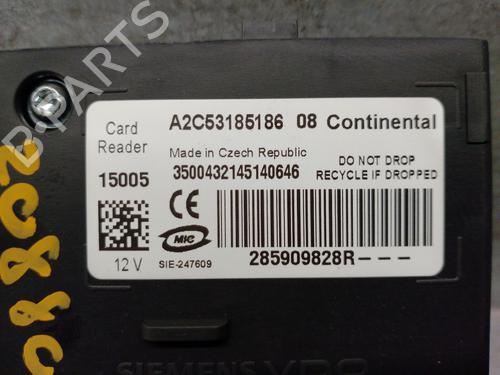 B-PARTS
Card Reader
A2C53185186 08 Continental
Made in Czech Republic
15005
3500432145140646
DO NOT DROP
RECYCLE IF DROPPED
CE
MIC
12 V
SIE-247609
285909828R---
20880
SIEMENS VDO